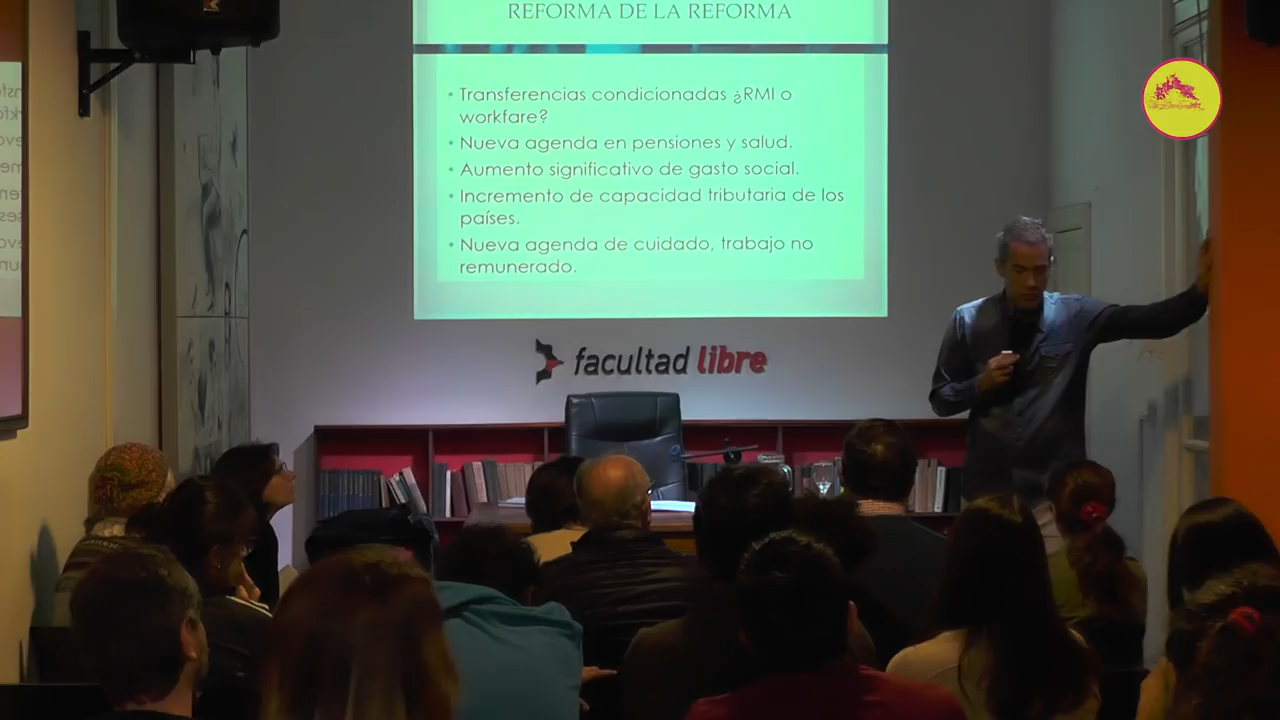 REFORMA DE LA REFORMA
• Transferencias condicionadas ¿RMI o
workfare?
• Nueva agenda en pensiones y salud.
• Aumento significativo de gasto social.
• Incremento de capacidad tributaria de los
países.
• Nueva agenda de cuidado, trabajo no
remunerado.
facultad libre